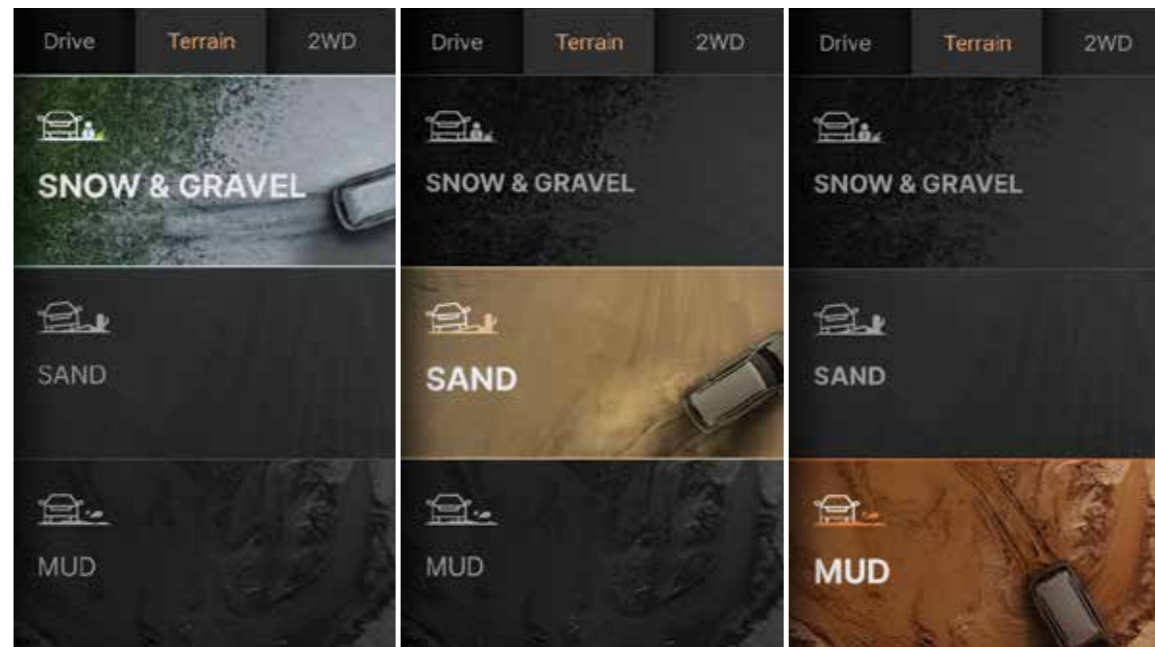 Drive Terrain 2WD
SNOW & GRAVEL
SAND
MUD
Drive Terrain 2WD
SNOW & GRAVEL
SAND
MUD
Drive Terrain 2WD
SNOW & GRAVEL
SAND
MUD